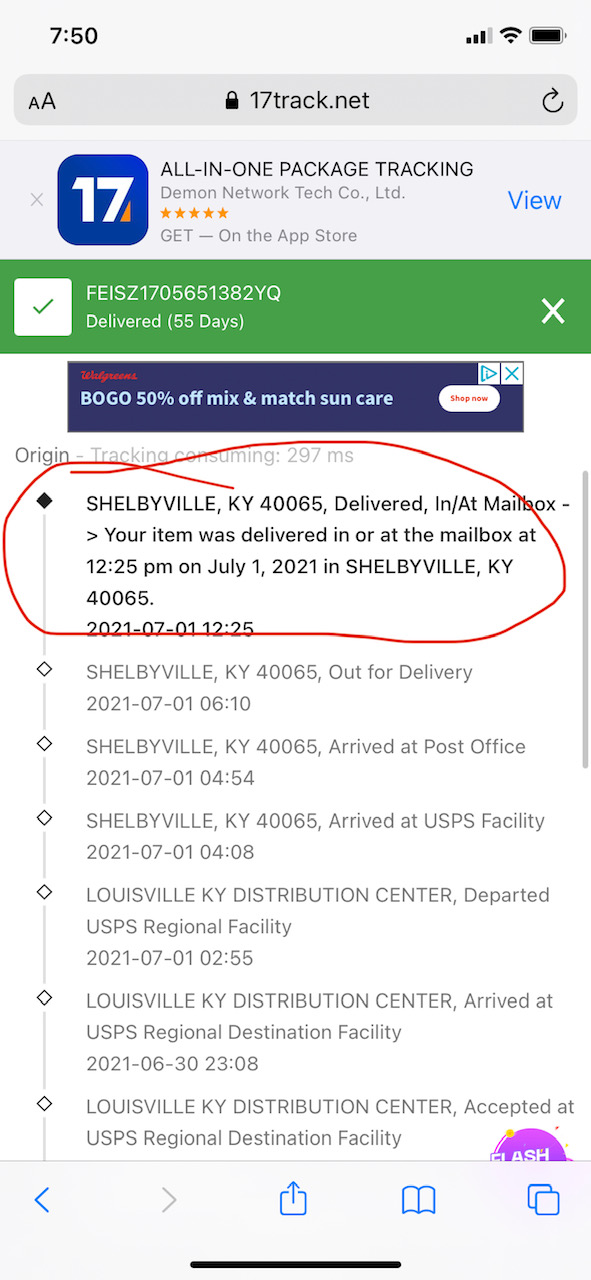 7:50
AA 17track.net
17
ALL-IN-ONE PACKAGE TRACKING
Demon Network Tech Co., Ltd.
GET — On the App Store
View
FEISZ1705651382YQ
Delivered (55 Days)
Walgreens
BOGO 50% off mix & match sun care
Shop now
Origin - Tracking consuming: 297 ms
SHELBYVILLE, KY 40065, Delivered, In/At Mailbox -
> Your item was delivered in or at the mailbox at
12:25 pm on July 1, 2021 in SHELBYVILLE, KY
40065.
2021-07-01 12:25
SHELBYVILLE, KY 40065, Out for Delivery
2021-07-01 06:10
SHELBYVILLE, KY 40065, Arrived at Post Office
2021-07-01 04:54
SHELBYVILLE, KY 40065, Arrived at USPS Facility
2021-07-01 04:08
LOUISVILLE KY DISTRIBUTION CENTER, Departed
USPS Regional Facility
2021-07-01 02:55
LOUISVILLE KY DISTRIBUTION CENTER, Arrived at
USPS Regional Destination Facility
2021-06-30 23:08
LOUISVILLE KY DISTRIBUTION CENTER, Accepted at
USPS Regional Destination Facility
FLASH